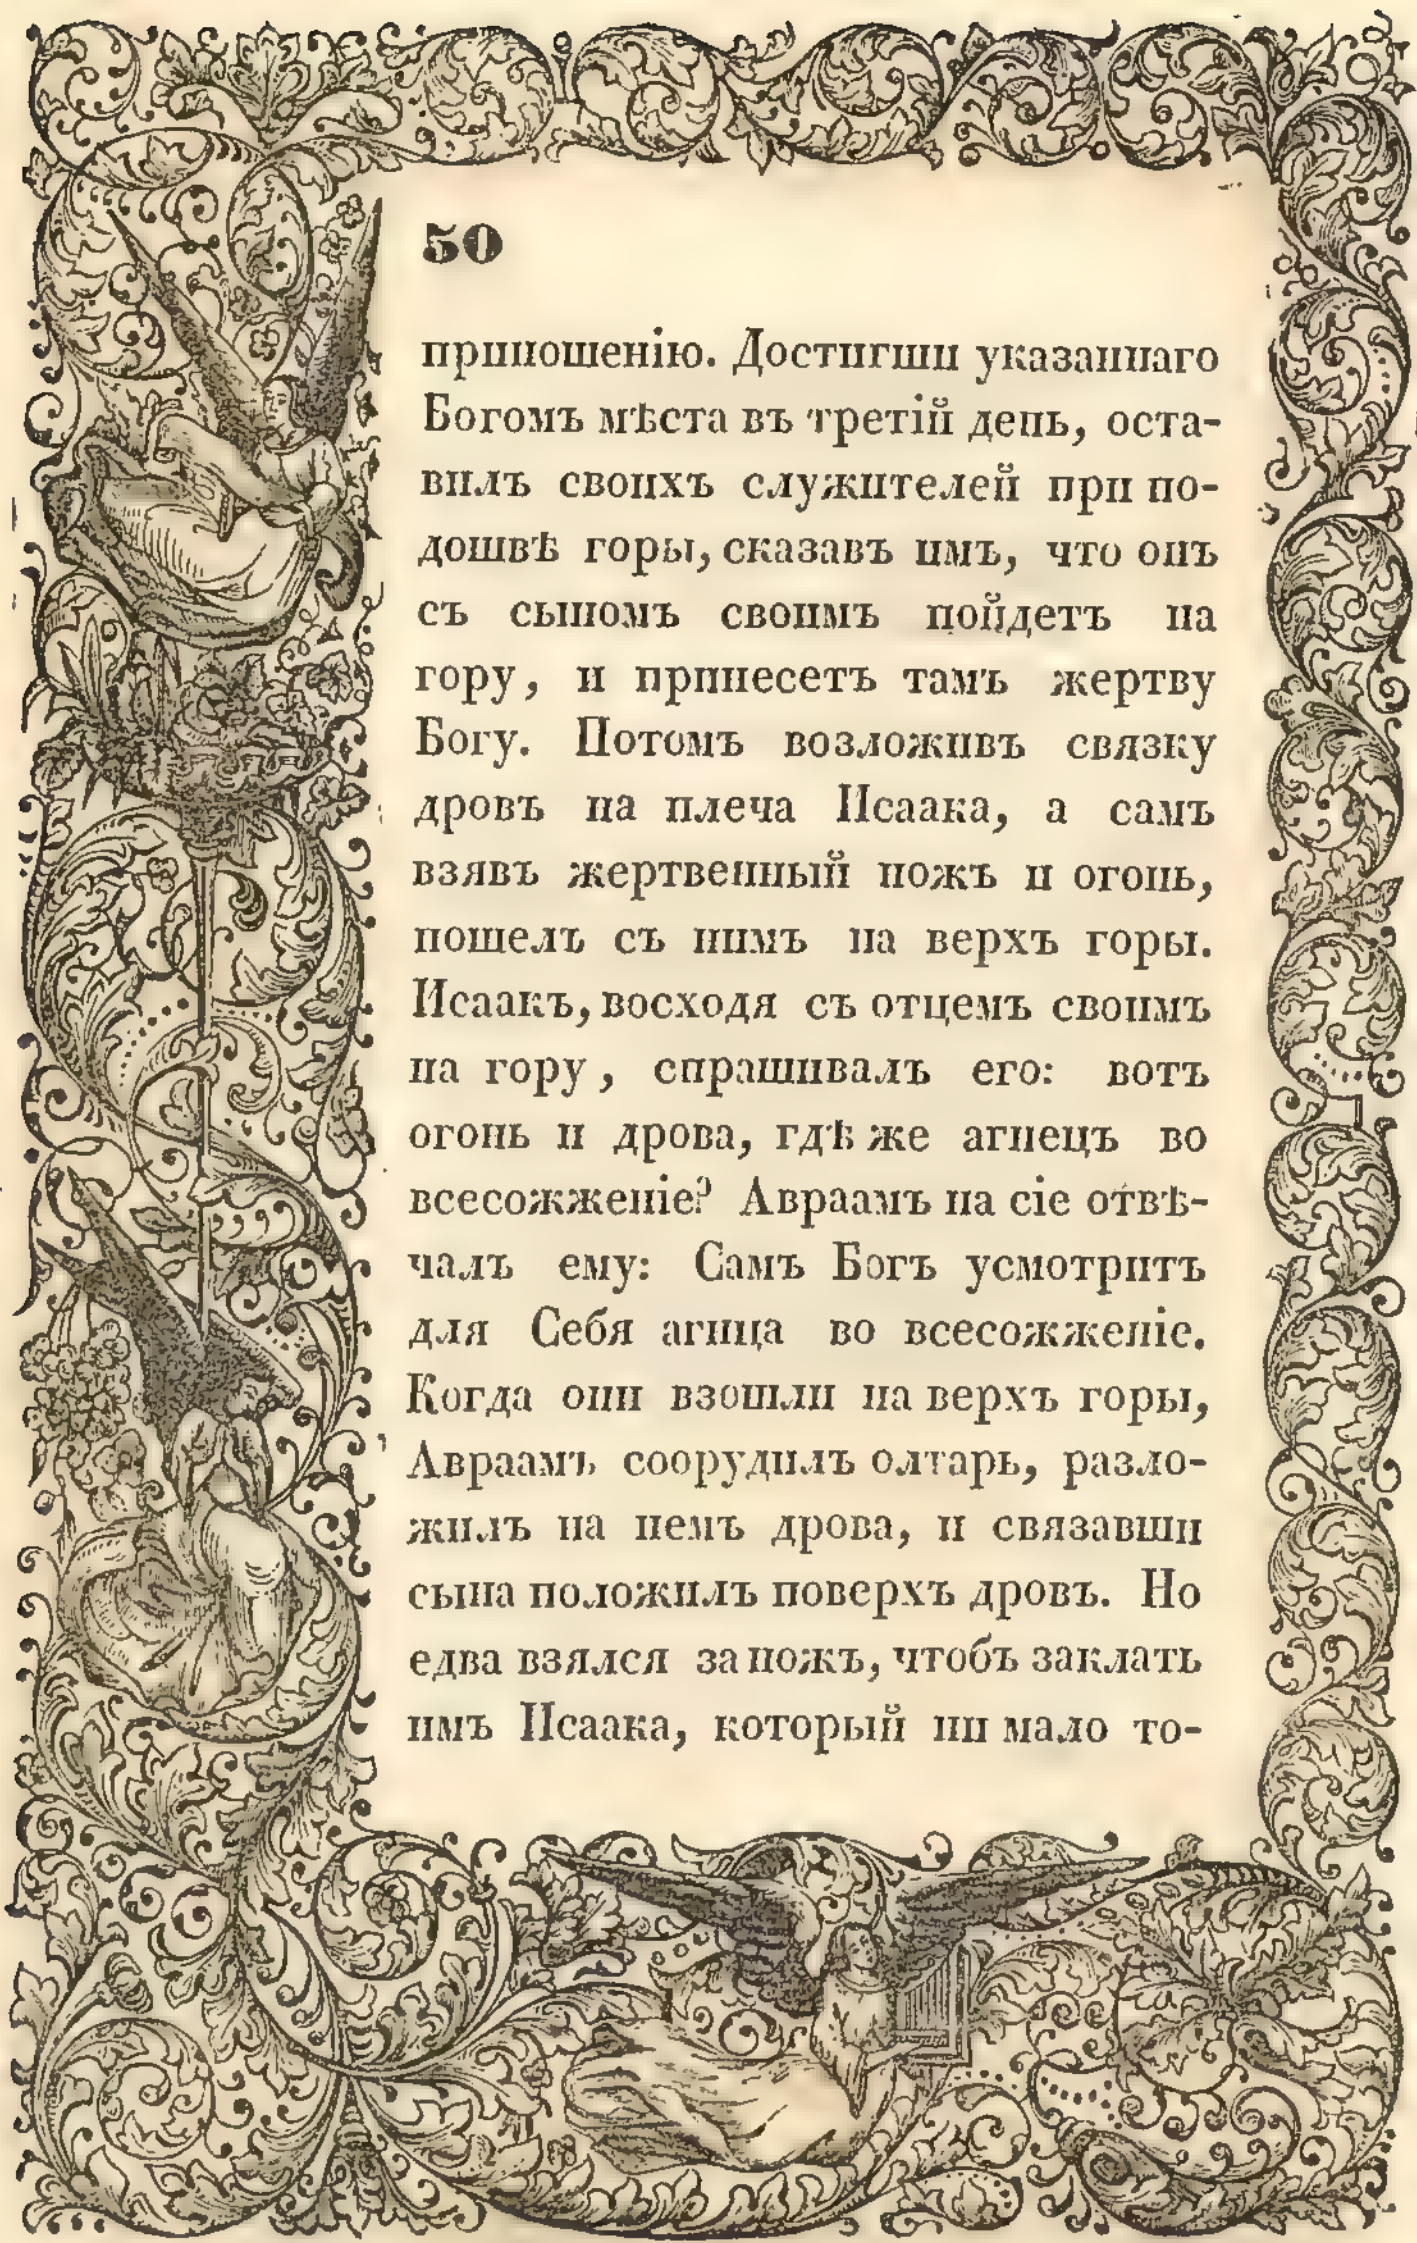 50
приношенію. Достигши указаннаго
Богомъ мѣста въ третій день, оста-
вилъ своихъ служителей при по-
дошвѣ горы, сказавъ имъ, что онъ
съ сыномъ своимъ пойдетъ на
гору, и принесетъ тамъ жертву
Богу. Потомъ возложивъ связку
дровъ на плеча Исаака, а самъ
взявъ жертвенный ножъ и огонь,
пошелъ съ нимъ на верхъ горы.
Исаакъ, восходя съ отцемъ своимъ
на гору, спрашивалъ его: вотъ
огонь и дрова, гдѣ же агнецъ во
всесожженіе? Авраамъ на сіе отвѣ-
чалъ ему: Самъ Богъ усмотритъ
для Себя агнца во всесожженіе.
Когда они взошли на верхъ горы,
Авраамъ соорудилъ олтарь, разло-
жилъ на немъ дрова, и связавши
сына положилъ поверхъ дровъ. Но
едва взялся за ножъ, чтобъ заклать
имъ Исаака, который ни мало то-